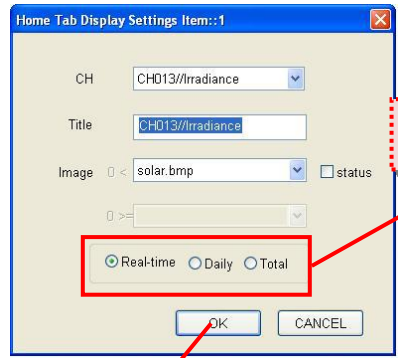 Home Tab Display Settings Item::1
CH CH013//Irradiance
Title CH013//Irradiance
Image 0 < solar.bmp status
0 >=
Real-time Daily Total
OK CANCEL